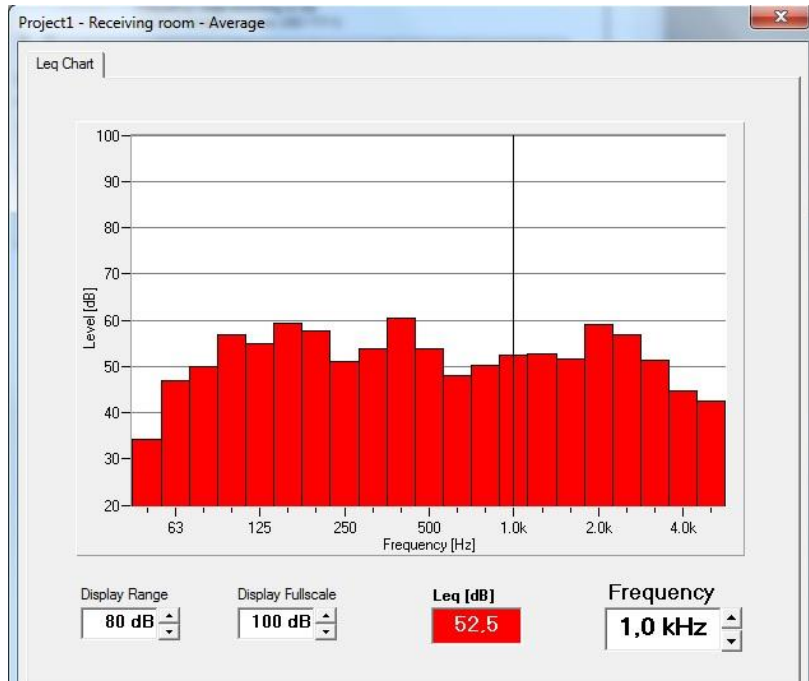 Project1 - Receiving room - Average
Leq Chart
100
90
80
70
60
50
40
30
20
Level [dB]
63 125 250 500 1.0k 2.0k 4.0k
Frequency [Hz]
Display Range Display Fullscale Leq [dB] Frequency
80 dB 100 dB 52,5 1,0 kHz